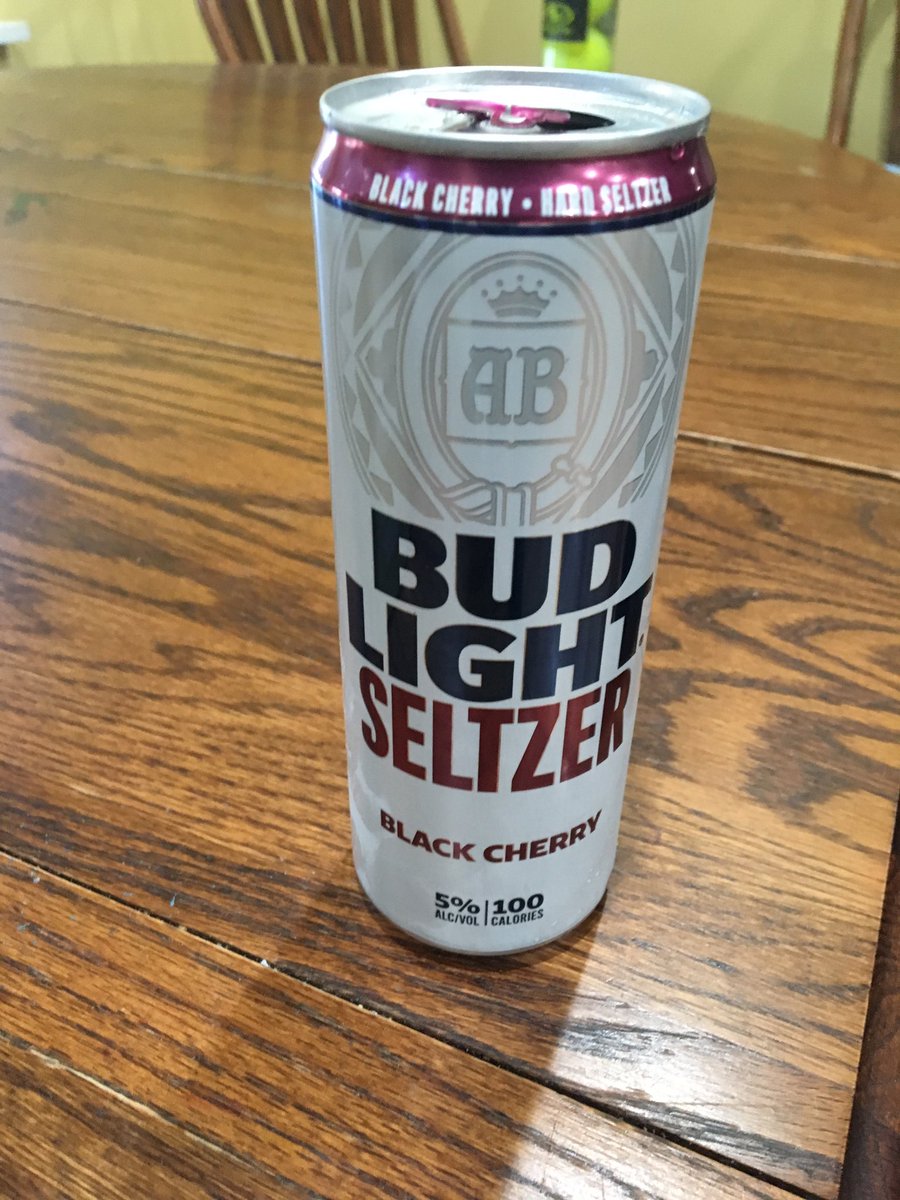 BLACK CHERRY • HARD SELTZER
AB
BUD
LIGHT.
SELTZER
BLACK CHERRY
5% | 100
ALC/VOL | CALORIES